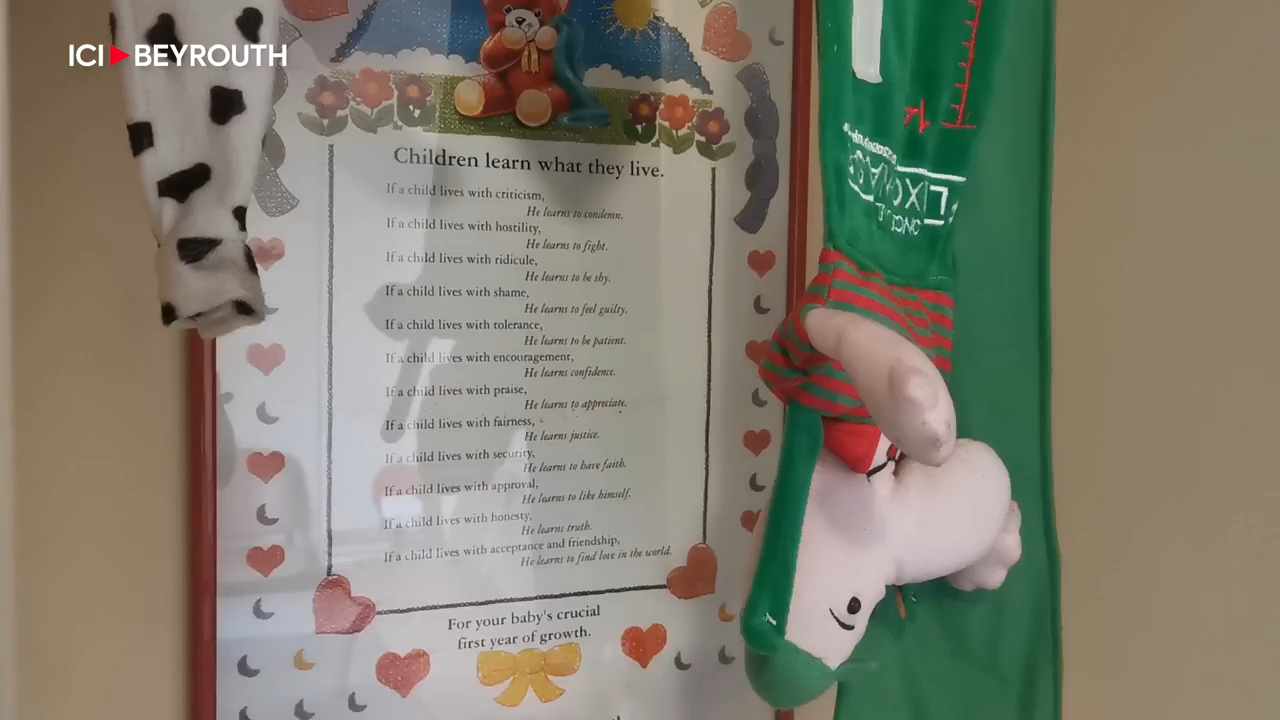 ICI BEYROUTH
Children learn what they live.
If a child lives with criticism,
He learns to condemn.
If a child lives with hostility,
He learns to fight.
If a child lives with ridicule,
He learns to be shy.
If a child lives with shame,
He learns to feel guilty.
If a child lives with tolerance,
He learns to be patient.
If a child lives with encouragement,
He learns confidence.
If a child lives with praise,
He learns to appreciate.
If a child lives with fairness,
He learns justice.
If a child lives with security,
He learns to have faith.
If a child lives with approval,
He learns to like himself.
If a child lives with honesty,
He learns truth.
If a child lives with acceptance and friendship,
He learns to find love in the world.
For your baby's crucial
first year of growth.